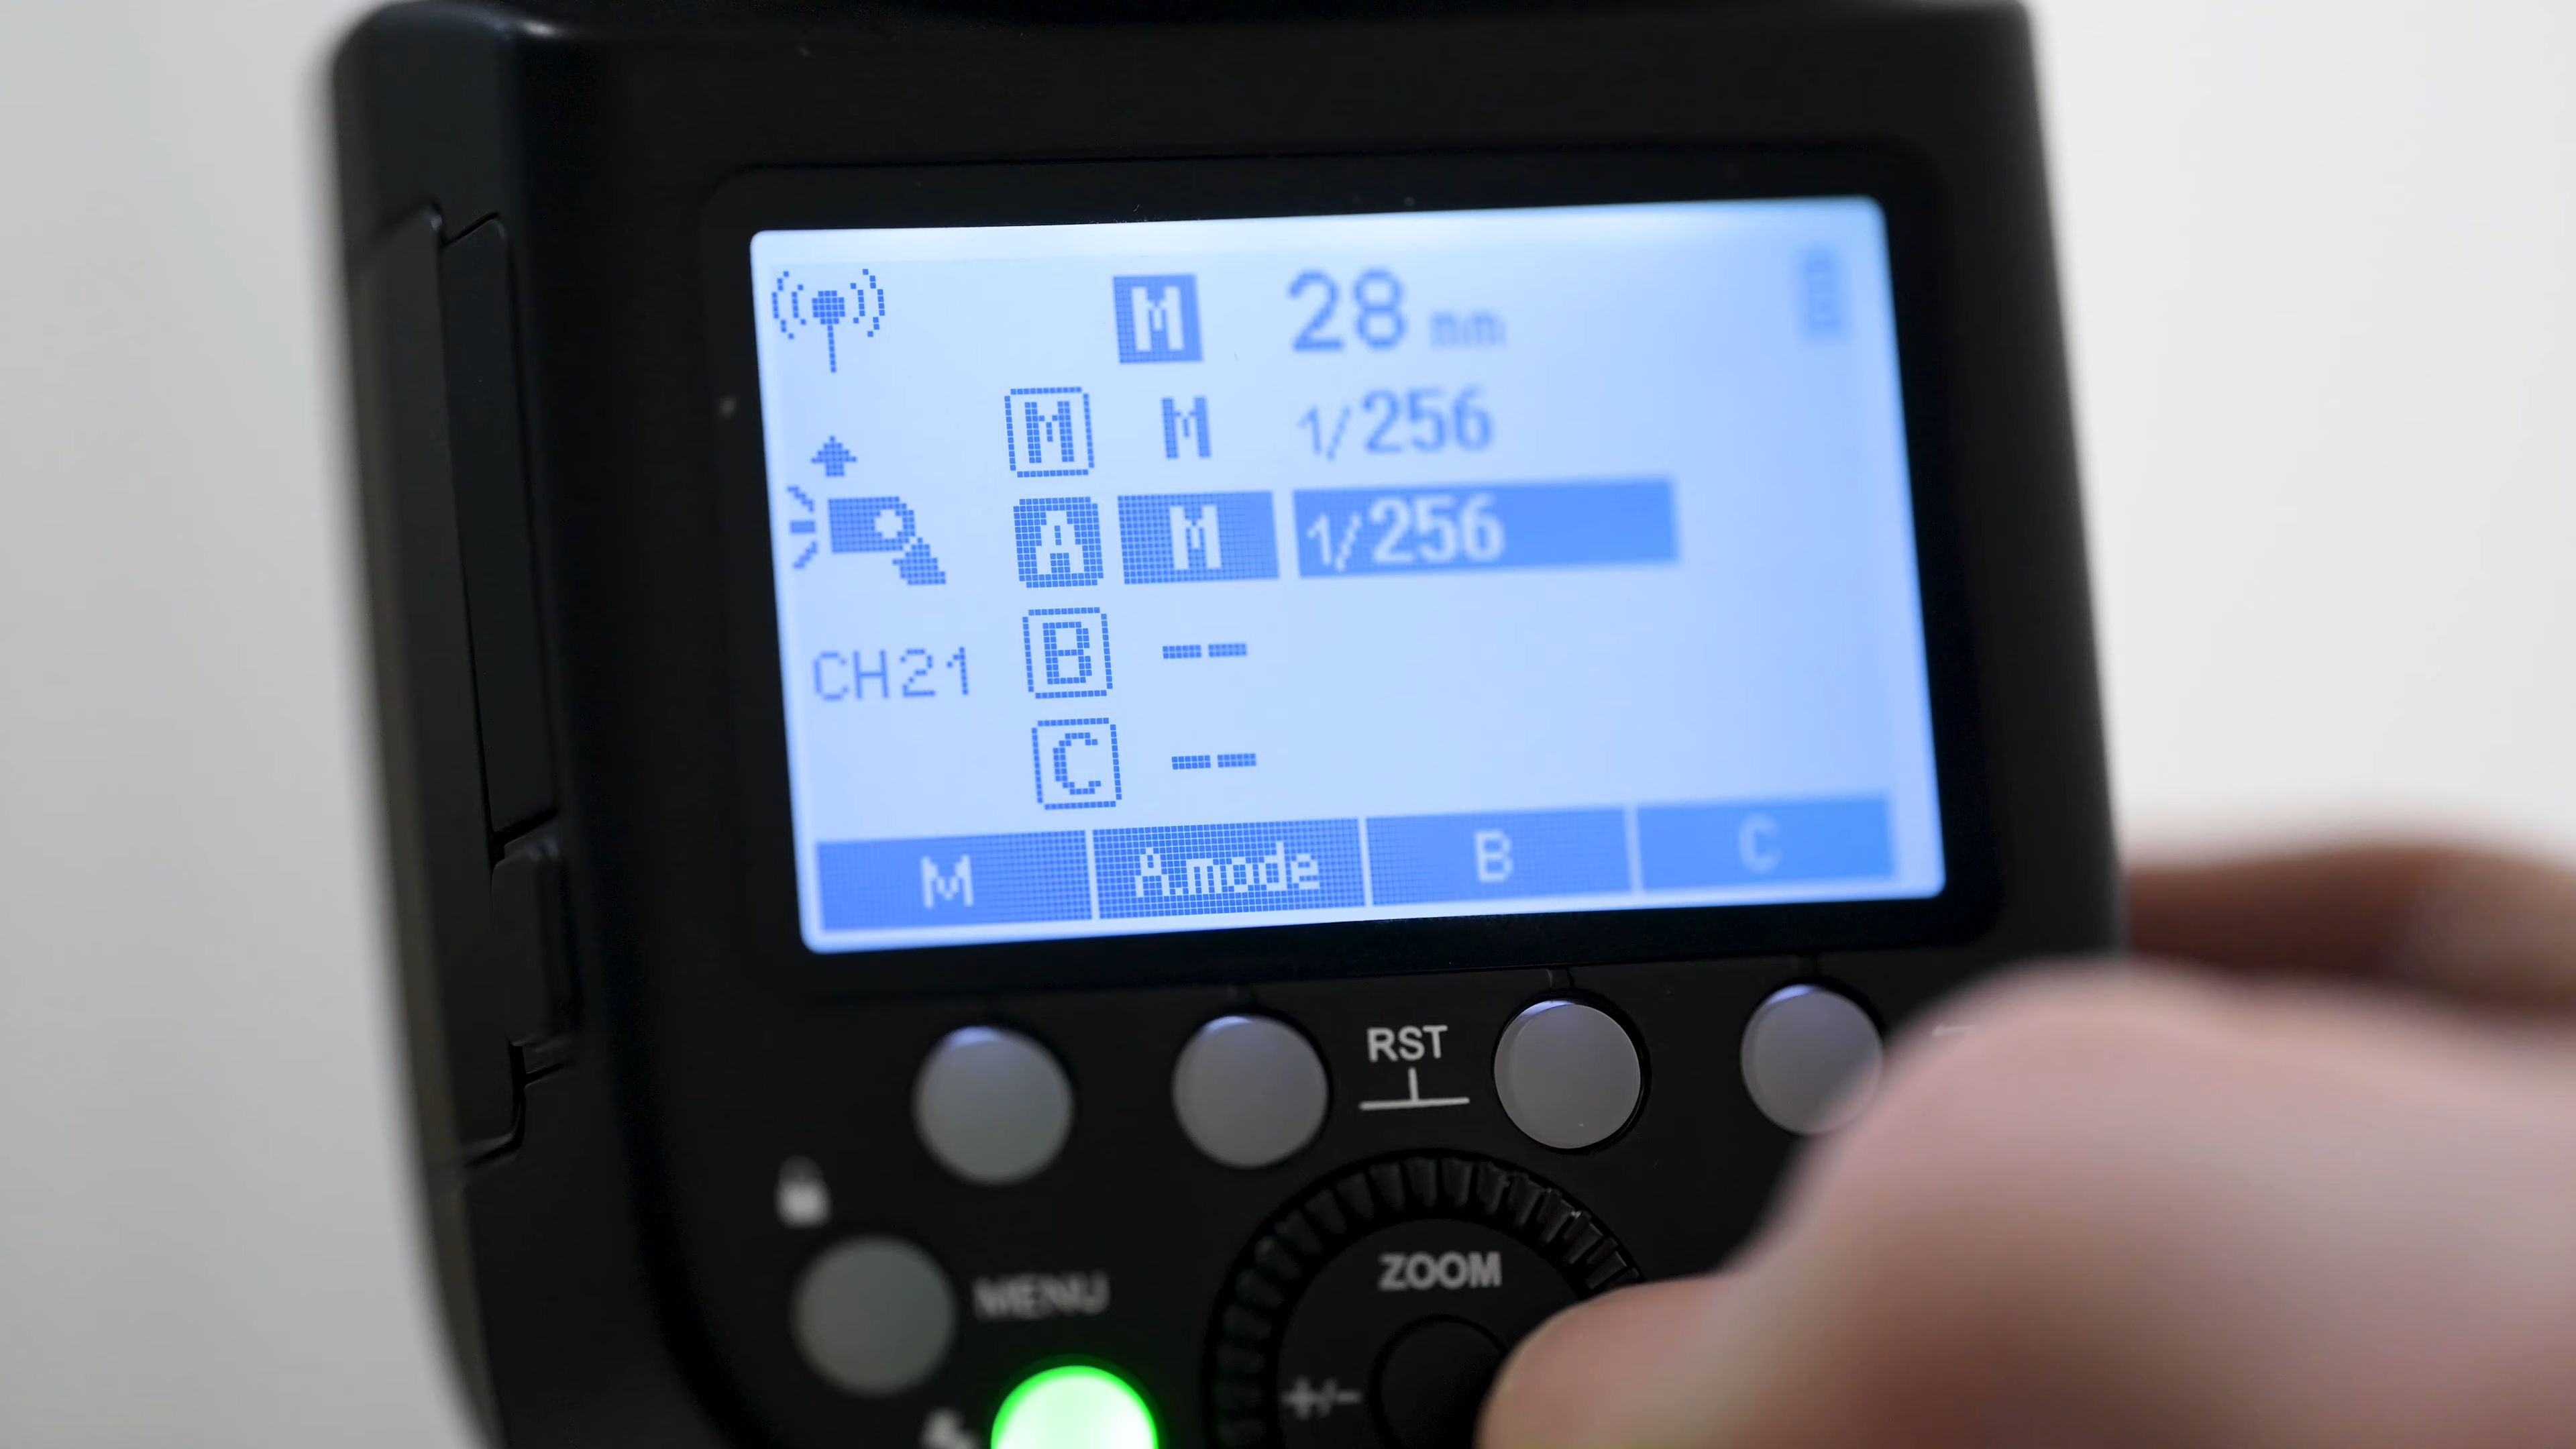 M 28 mm
M M 1/256
A M 1/256
CH21 B --
C --
M A.mode B C
RST
ZOOM
MENU
+/-